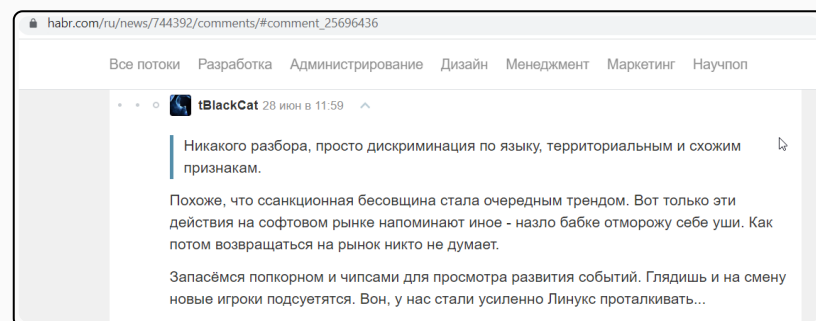 habr.com/ru/news/744392/comments/#comment_25696436
Все потоки Разработка Администрирование Дизайн Менеджмент Маркетинг Научпоп
tBlackCat 28 июн в 11:59
Никакого разбора, просто дискриминация по языку, территориальным и схожим
признакам.
Похоже, что ссанкционная бесовщина стала очередным трендом. Вот только эти
действия на софтовом рынке напоминают иное - назло бабке отморожу себе уши. Как
потом возвращаться на рынок никто не думает.
Запасёмся попкорном и чипсами для просмотра развития событий. Глядишь и на смену
новые игроки подсуетятся. Вон, у нас стали усиленно Линукс проталкивать...